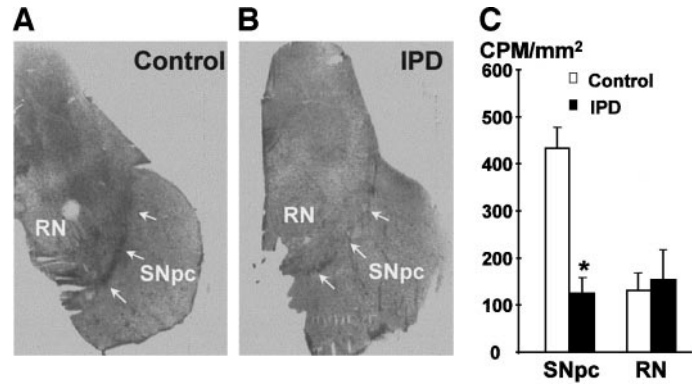 A
Control
RN
SNpc
B
IPD
RN
SNpc
C
CPM/mm²
600
500
400
300
200
100
0
Control
IPD
*
SNpc
RN